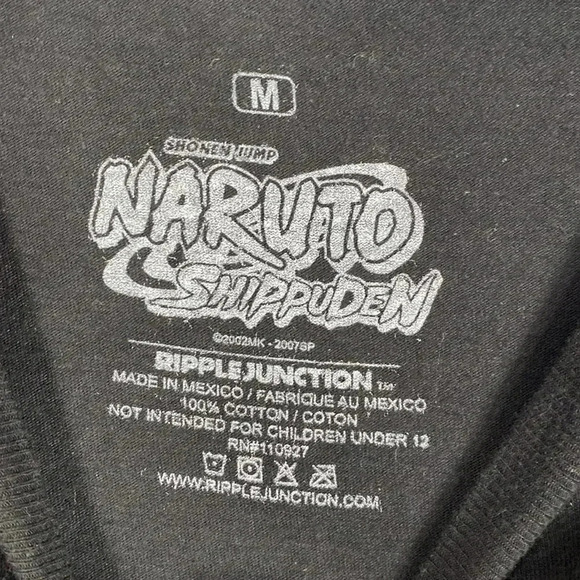 M
SHONEN JUMP
NARUTO
SHIPPUDEN
©2002MK - 2007SP
RIPPLEJUNCTION™
MADE IN MEXICO / FABRIQUE AU MEXICO
100% COTTON / COTON
NOT INTENDED FOR CHILDREN UNDER 12
RN#110927
WWW.RIPPLEJUNCTION.COM